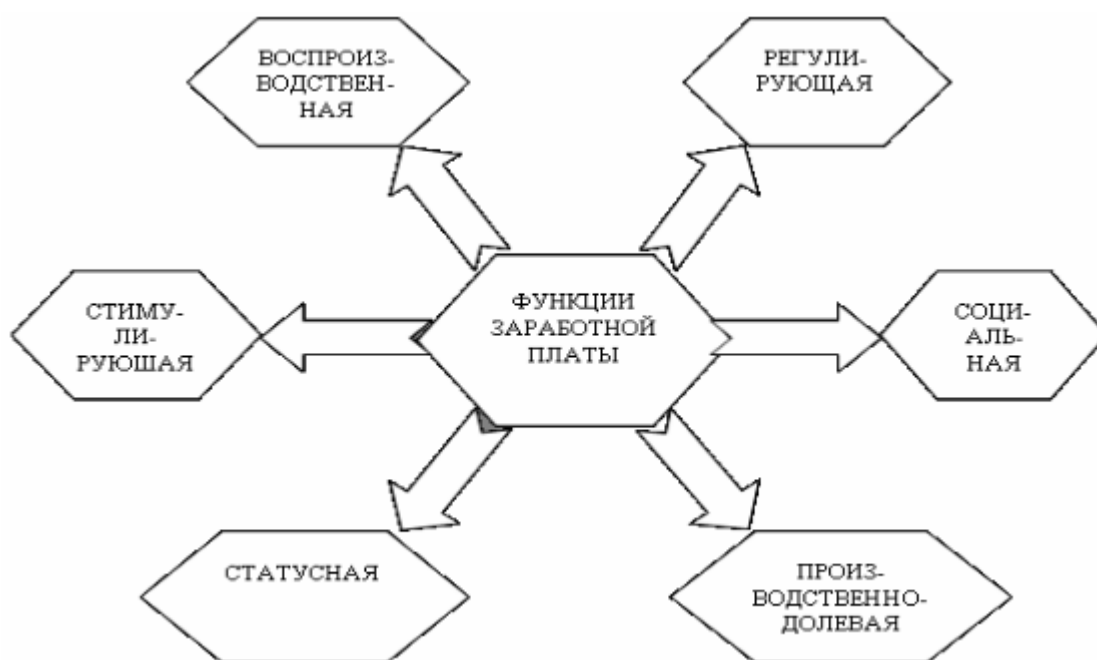 ВОСПРОИЗ-
ВОДСТВЕН-
НАЯ
РЕГУЛИ-
РУЮЩАЯ
СТИМУ-
ЛИ-
РУЮШАЯ
ФУНКЦИИ
ЗАРАБОТНОЙ
ПЛАТЫ
СОЦИ-
АЛЬ-
НАЯ
СТАТУСНАЯ
ПРОИЗ-
ВОДСТВЕННО-
ДОЛЕВАЯ